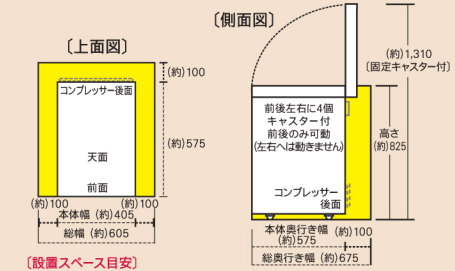 〔上面図〕
コンプレッサー後面
天面
前面
(約)100
(約)575
(約)100
(約)100
本体幅 (約)405
総幅 (約)605
〔設置スペース目安〕
〔側面図〕
(約)1,310
〔固定キャスター付〕
前後左右に4個
キャスター付
前後のみ可動
(左右へは動きません)
高さ
(約)825
コンプレッサー
後面
本体奥行き幅
(約)575
(約)100
総奥行き幅 (約)675